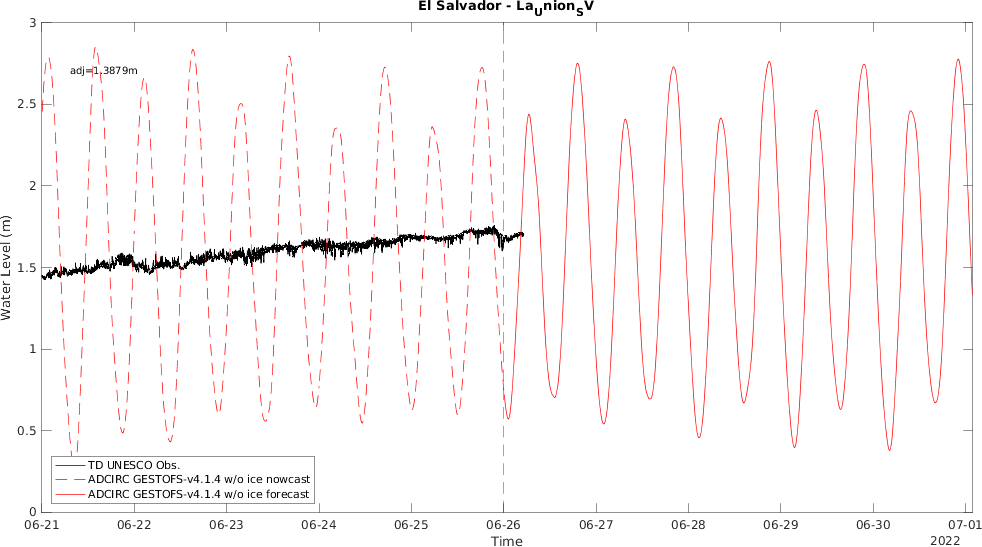 El Salvador - LaUnionSV
adj=1.3879m
3
2.5
2
1.5
1
0.5
0
Water Level (m)
TD UNESCO Obs.
ADCIRC GESTOFS-v4.1.4 w/o ice nowcast
ADCIRC GESTOFS-v4.1.4 w/o ice forecast
06-21 06-22 06-23 06-24 06-25 06-26 06-27 06-28 06-29 06-30 07-01
Time
2022